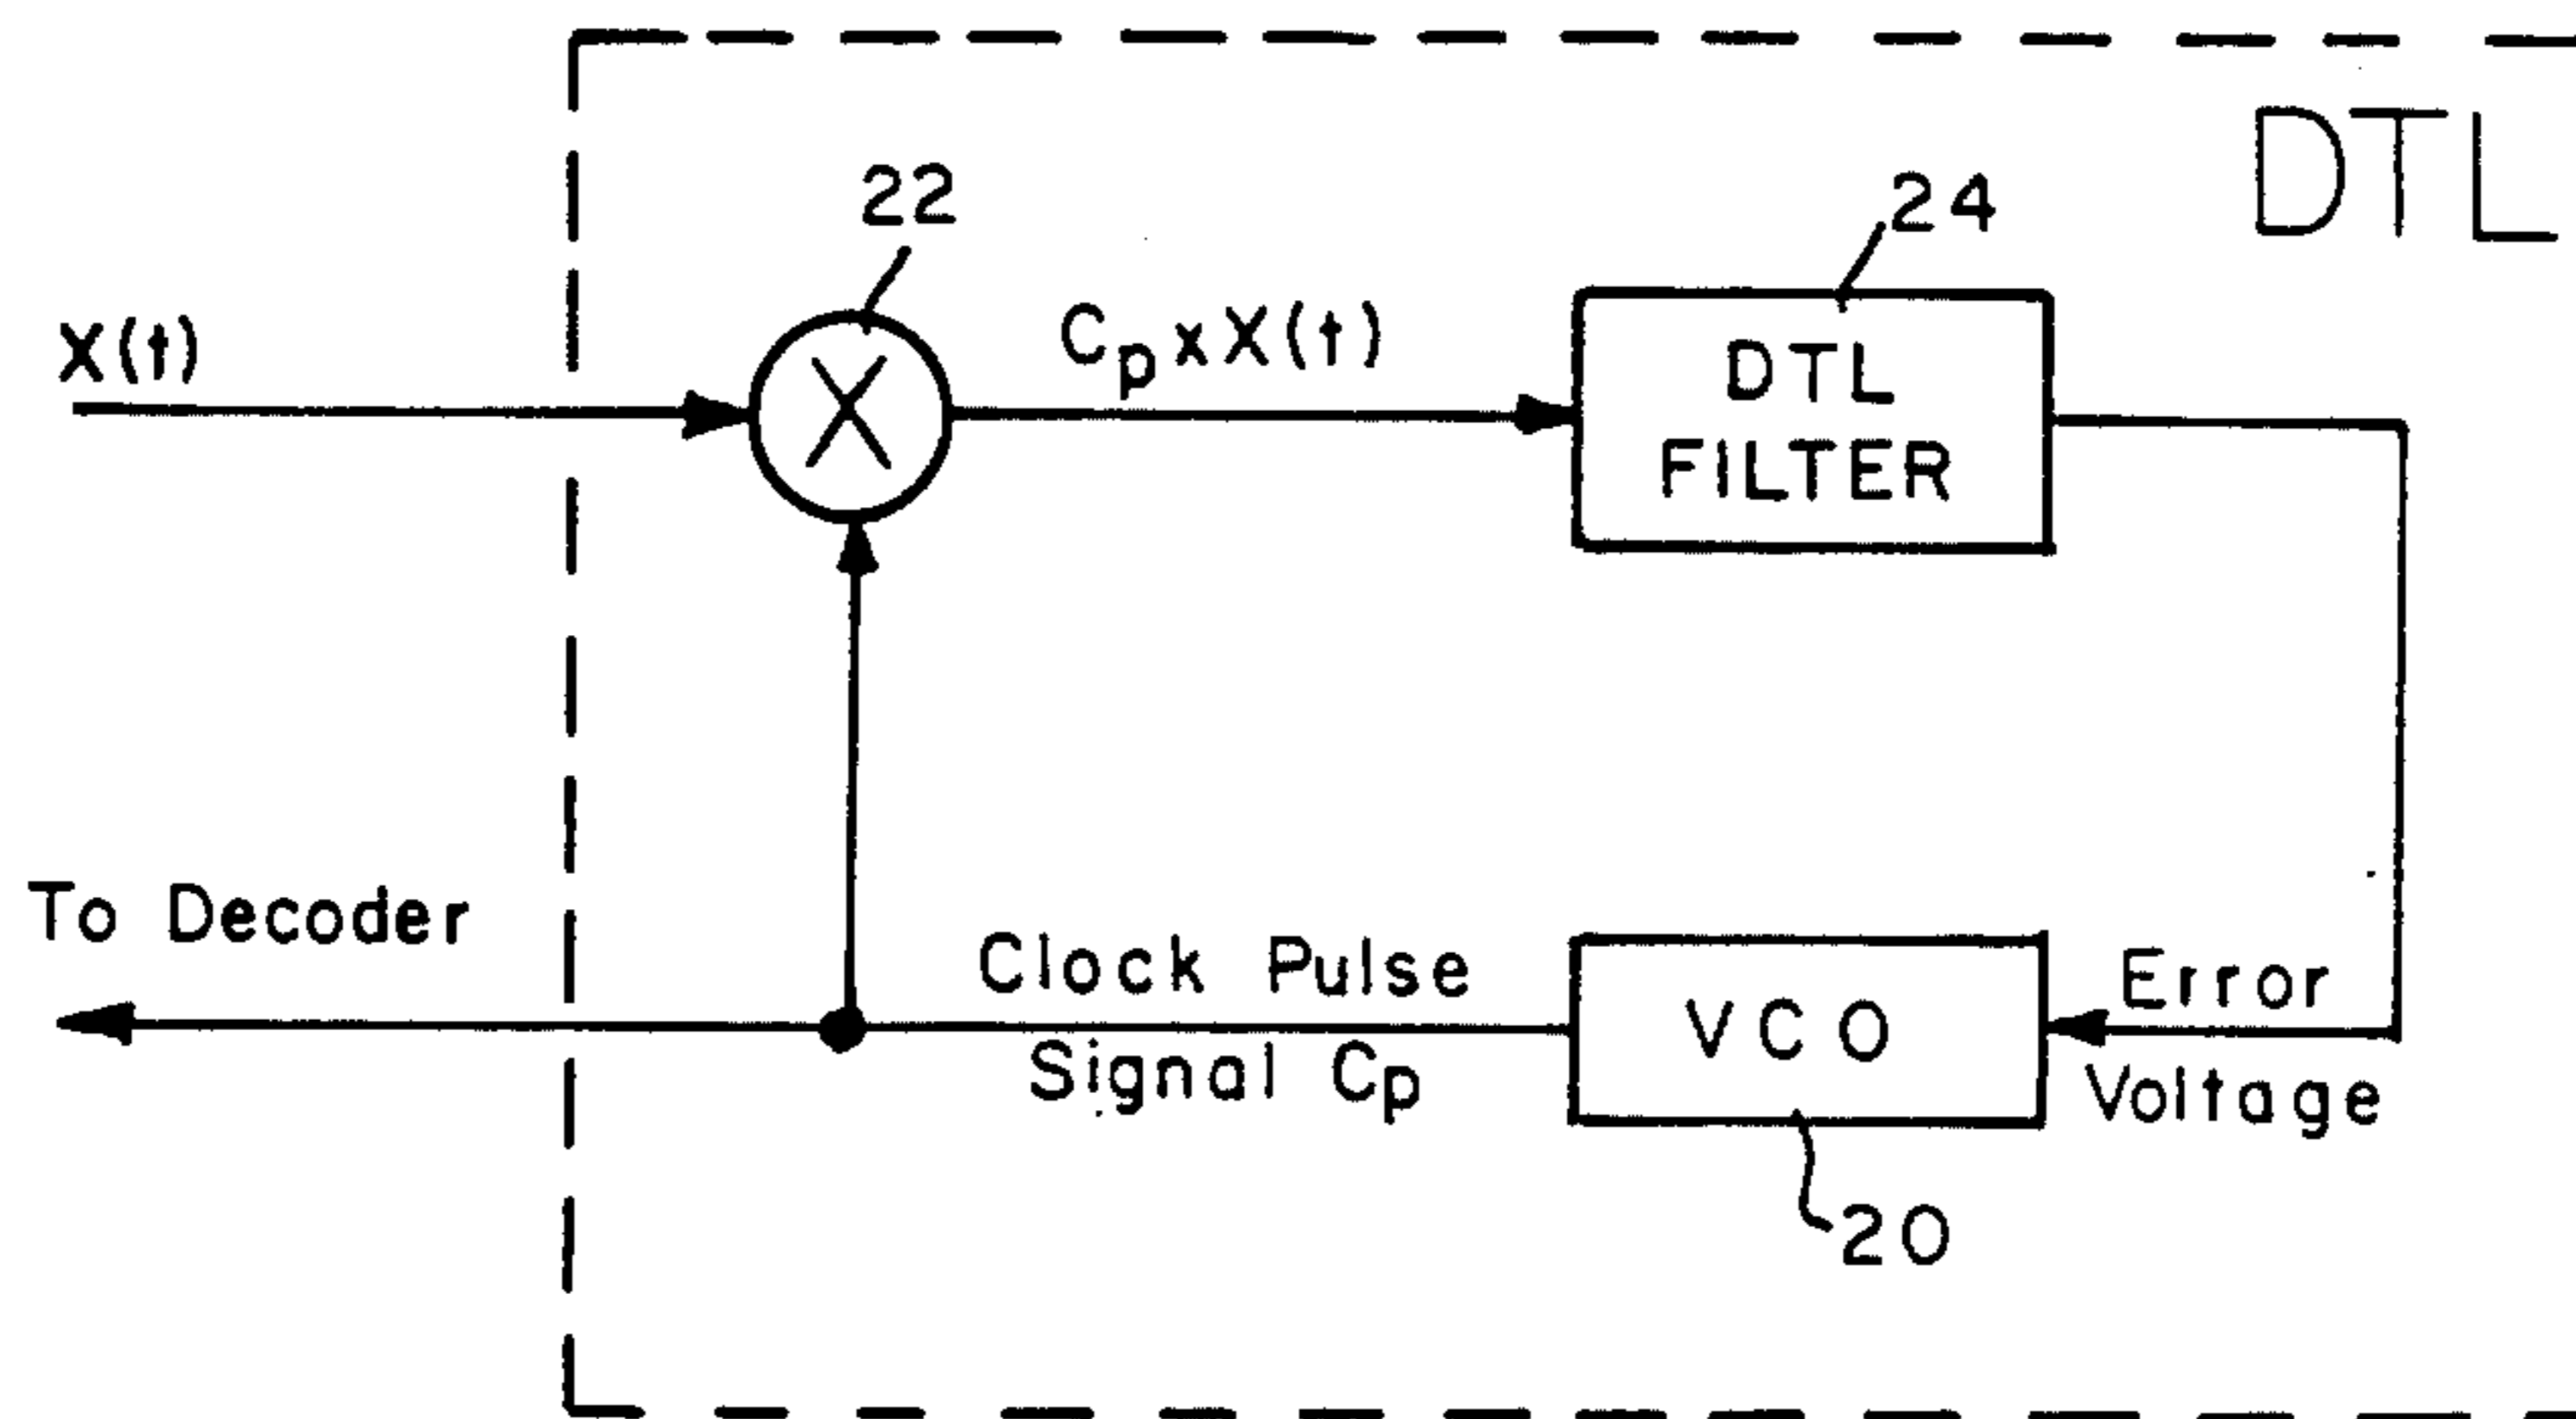 DTL
22
24
X(t)
CpxX(t)
DTL
FILTER
To Decoder
Clock Pulse
Signal Cp
VCO
Error
Voltage
20